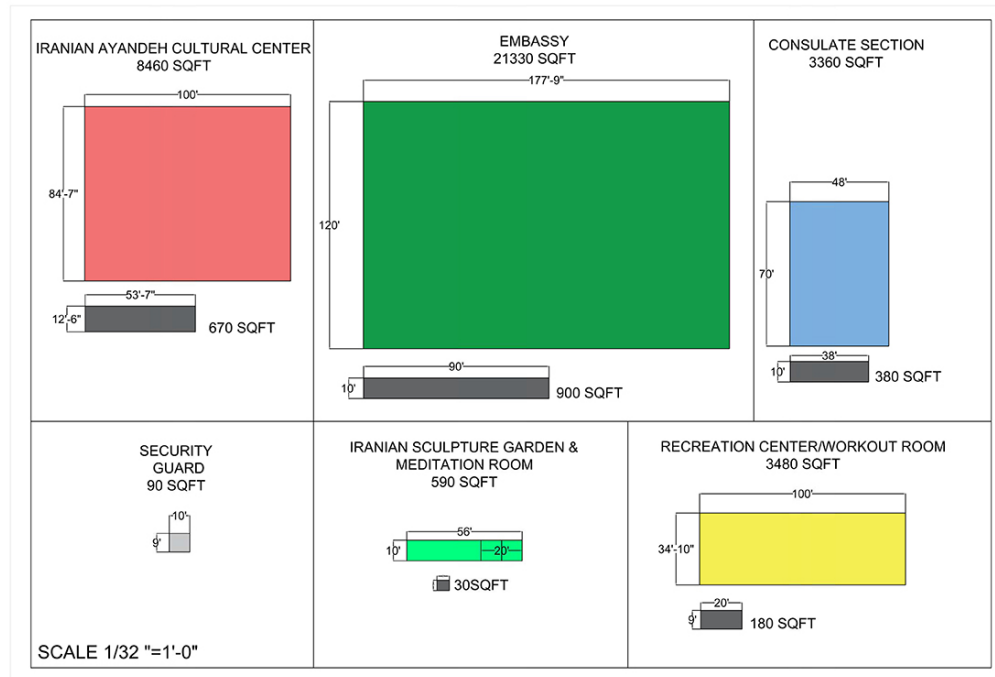 IRANIAN AYANDEH CULTURAL CENTER
8460 SQFT
100'
84'-7"
53'-7"
12'-6"
670 SQFT
EMBASSY
21330 SQFT
177'-9"
120'
90'
10'
900 SQFT
CONSULATE SECTION
3360 SQFT
48'
70'
38'
10'
380 SQFT
SECURITY
GUARD
90 SQFT
10'
9'
SCALE 1/32 "=1'-0"
IRANIAN SCULPTURE GARDEN &
MEDITATION ROOM
590 SQFT
56'
10'
20'
30SQFT
RECREATION CENTER/WORKOUT ROOM
3480 SQFT
100'
34'-10"
20'
9'
180 SQFT